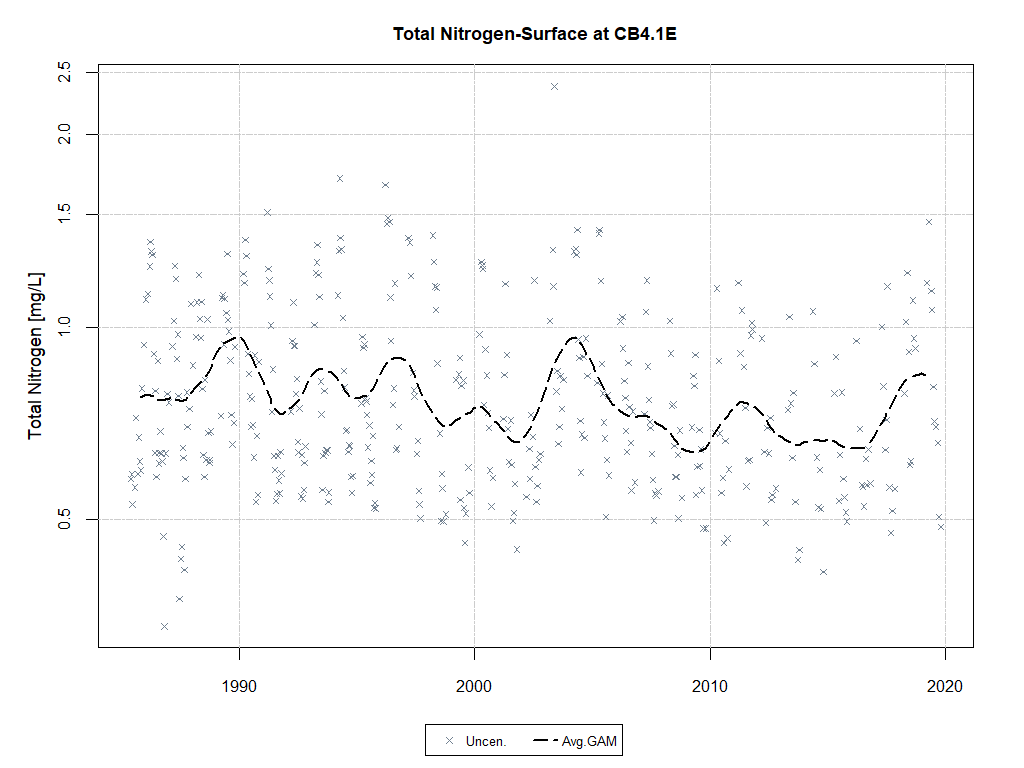 Total Nitrogen-Surface at CB4.1E
Total Nitrogen [mg/L]
2.5
2.0
1.5
1.0
0.5
1990 2000 2010 2020
Uncen. Avg.GAM